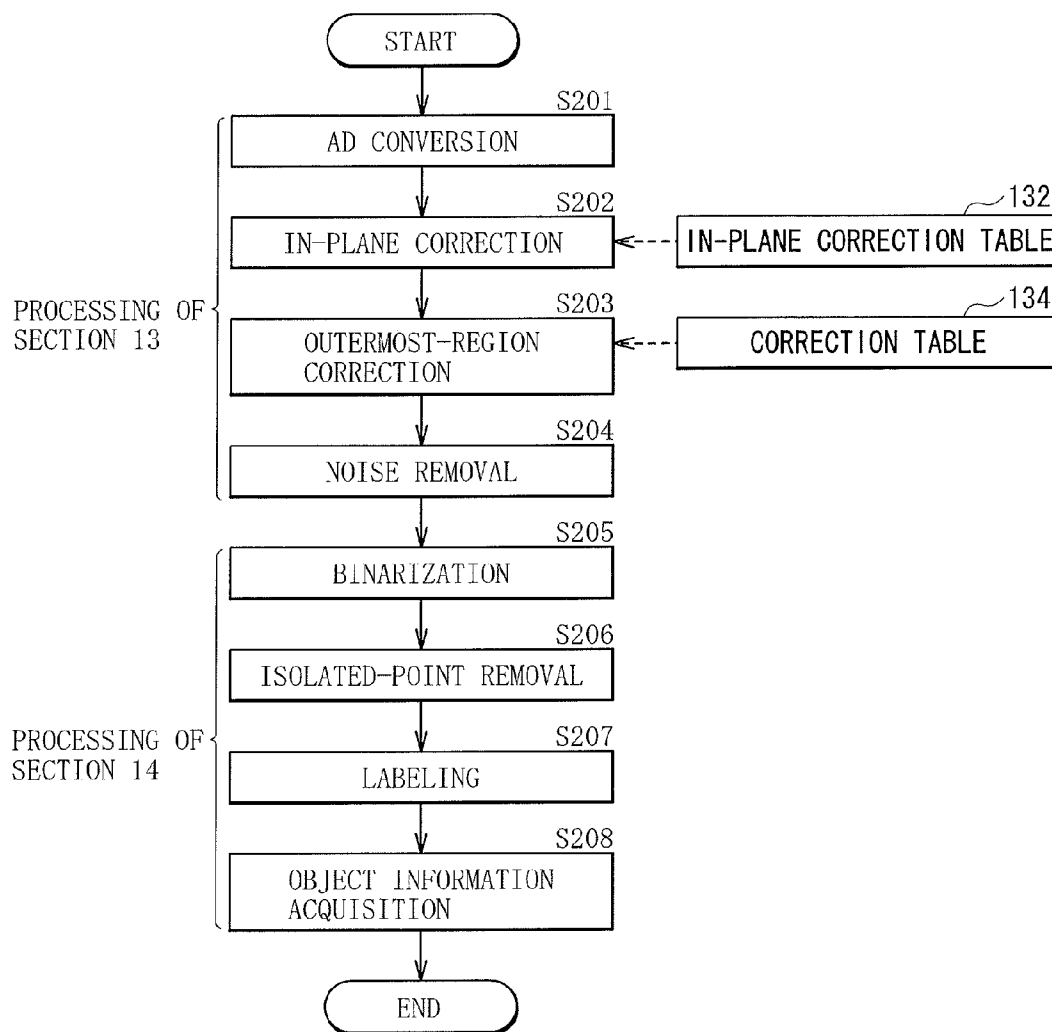 START
S201
AD CONVERSION
S202
IN-PLANE CORRECTION
132
IN-PLANE CORRECTION TABLE
PROCESSING OF
SECTION 13
S203
OUTERMOST-REGION
CORRECTION
134
CORRECTION TABLE
S204
NOISE REMOVAL
S205
BINARIZATION
S206
ISOLATED-POINT REMOVAL
PROCESSING OF
SECTION 14
S207
LABELING
S208
OBJECT INFORMATION
ACQUISITION
END